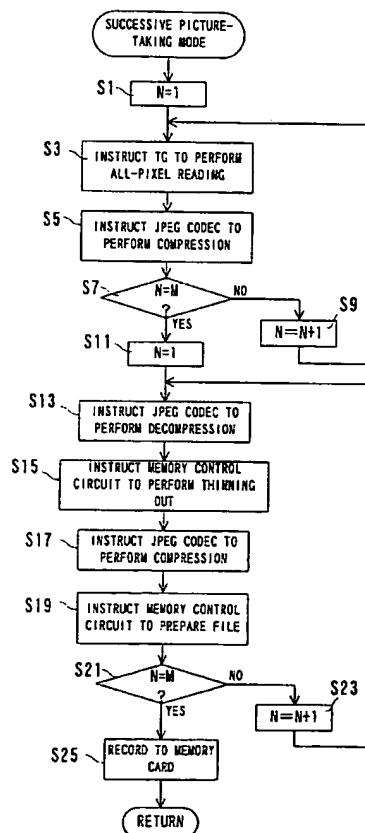 SUCCESSIVE PICTURE-
TAKING MODE
S1
N=1
S3
INSTRUCT TG TO PERFORM
ALL-PIXEL READING
S5
INSTRUCT JPEG CODEC TO
PERFORM COMPRESSION
S7
N=M
?
NO
YES
S9
N=N+1
S11
N=1
S13
INSTRUCT JPEG CODEC TO
PERFORM DECOMPRESSION
S15
INSTRUCT MEMORY CONTROL
CIRCUIT TO PERFORM THINNING
OUT
S17
INSTRUCT JPEG CODEC TO
PERFORM COMPRESSION
S19
INSTRUCT MEMORY CONTROL
CIRCUIT TO PREPARE FILE
S21
N=M
?
NO
YES
S23
N=N+1
S25
RECORD TO MEMORY
CARD
RETURN